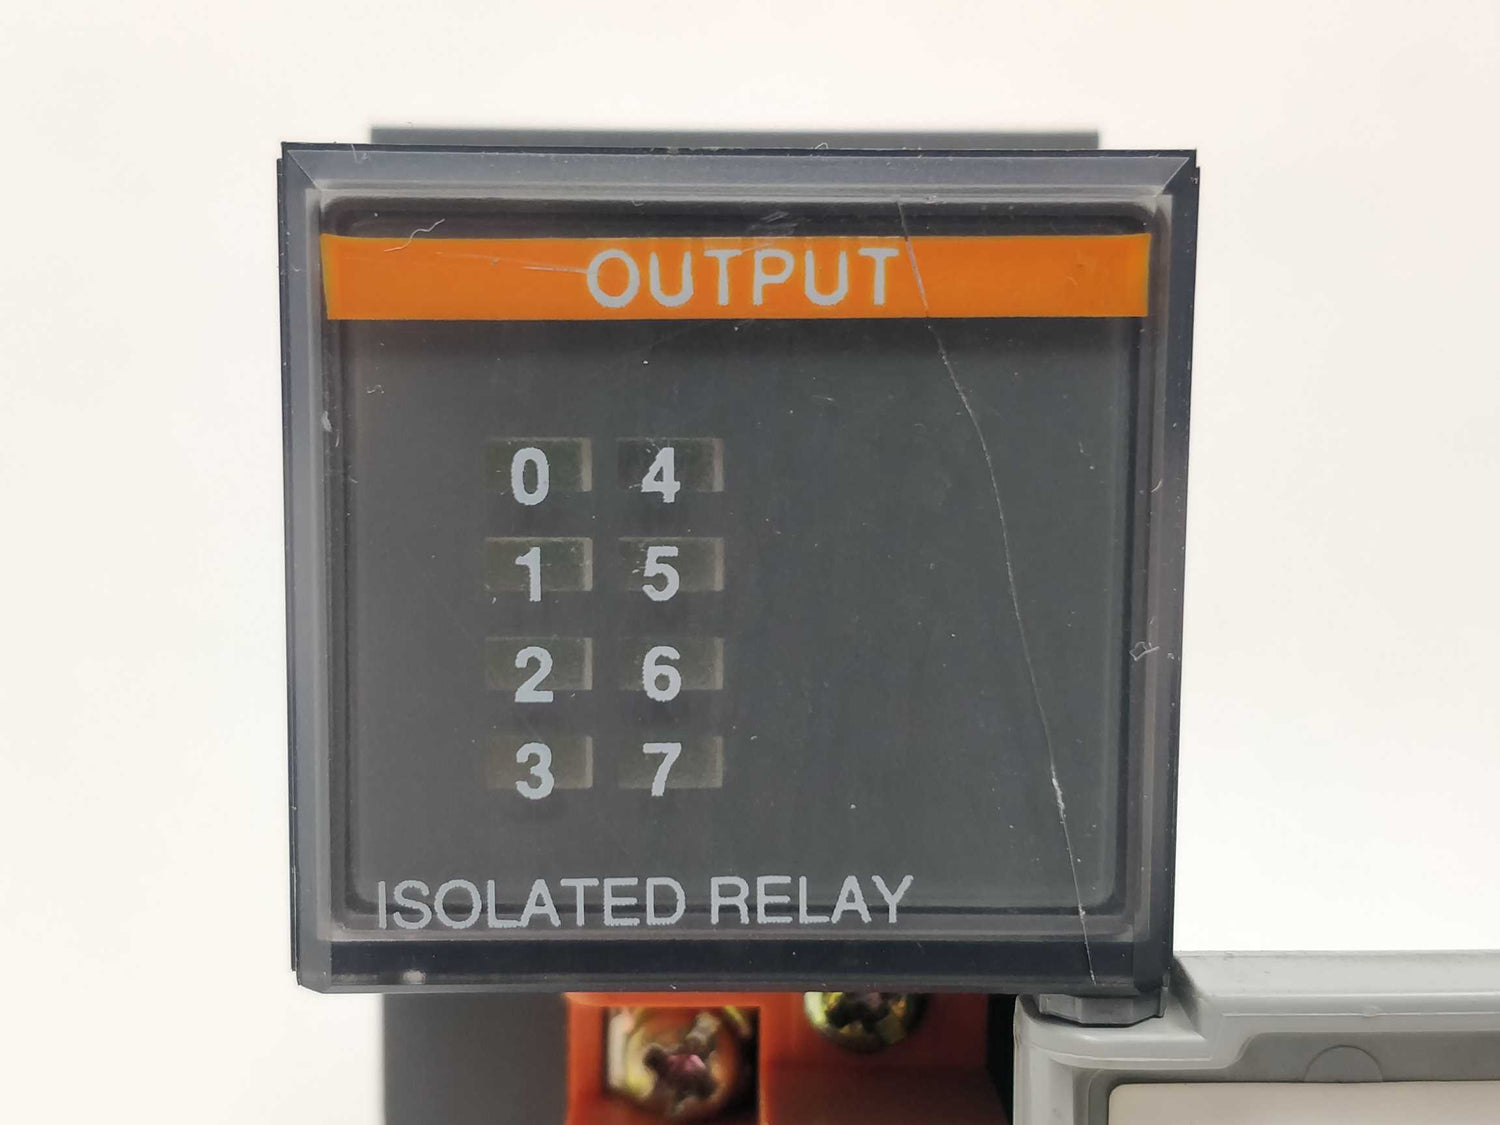 OUTPUT
0 4
1 5
2 6
3 7
ISOLATED RELAY